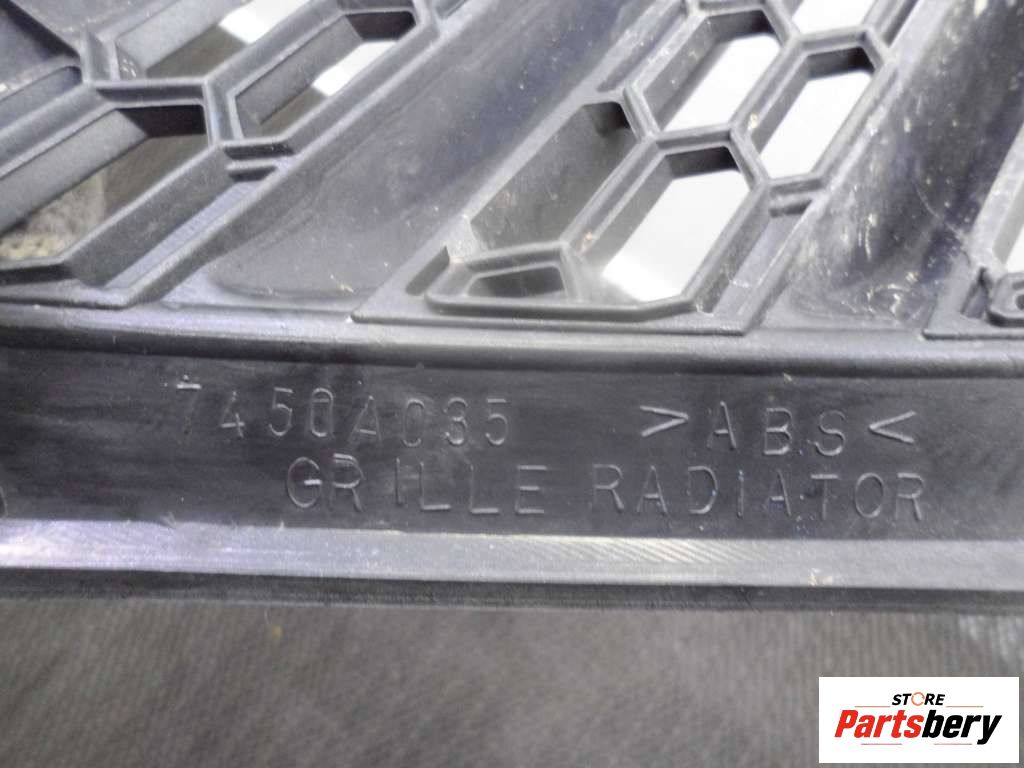 7450A035 >ABS<
GRILLE RADIATOR
STORE
Partsbery